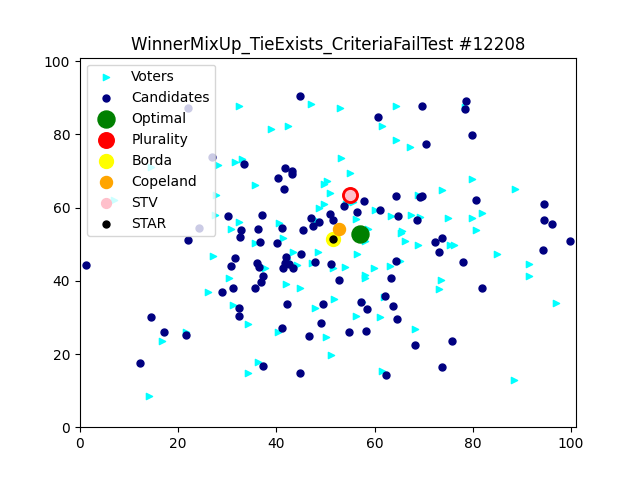 WinnerMixUp_TieExists_CriteriaFailTest #12208
100
80
60
40
20
0
0 20 40 60 80 100
Voters
Candidates
Optimal
Plurality
Borda
Copeland
STV
STAR